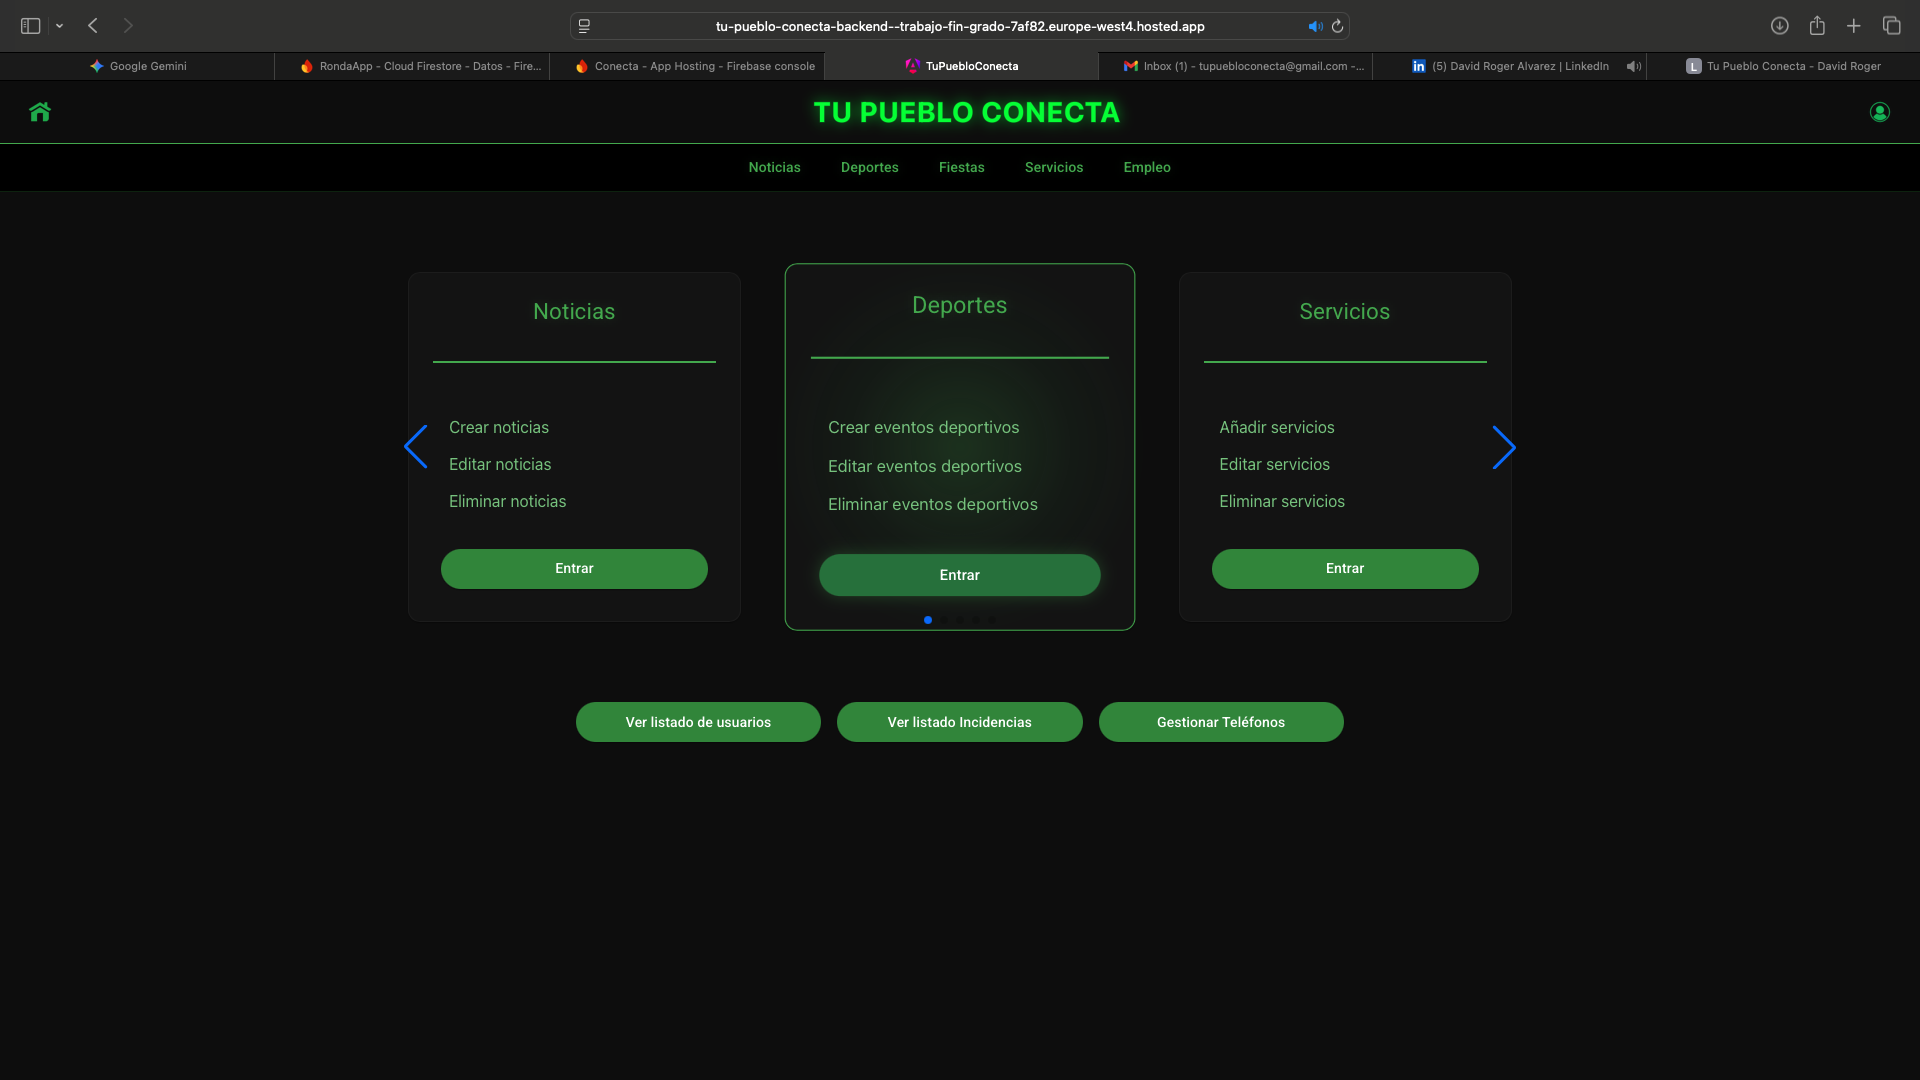 tu-pueblo-conecta-backend--trabajo-fin-grado-7af82.europe-west4.hosted.app
Google Gemini
RondaApp - Cloud Firestore - Datos - Fire...
Conecta - App Hosting - Firebase console
TuPuebloConecta
Inbox (1) - tupuebloconecta@gmail.com -...
(5) David Roger Alvarez | LinkedIn
L Tu Pueblo Conecta - David Roger
TU PUEBLO CONECTA
Noticias
Deportes
Fiestas
Servicios
Empleo
Noticias
Crear noticias
Editar noticias
Eliminar noticias
Entrar
Deportes
Crear eventos deportivos
Editar eventos deportivos
Eliminar eventos deportivos
Entrar
Servicios
Añadir servicios
Editar servicios
Eliminar servicios
Entrar
Ver listado de usuarios
Ver listado Incidencias
Gestionar Teléfonos